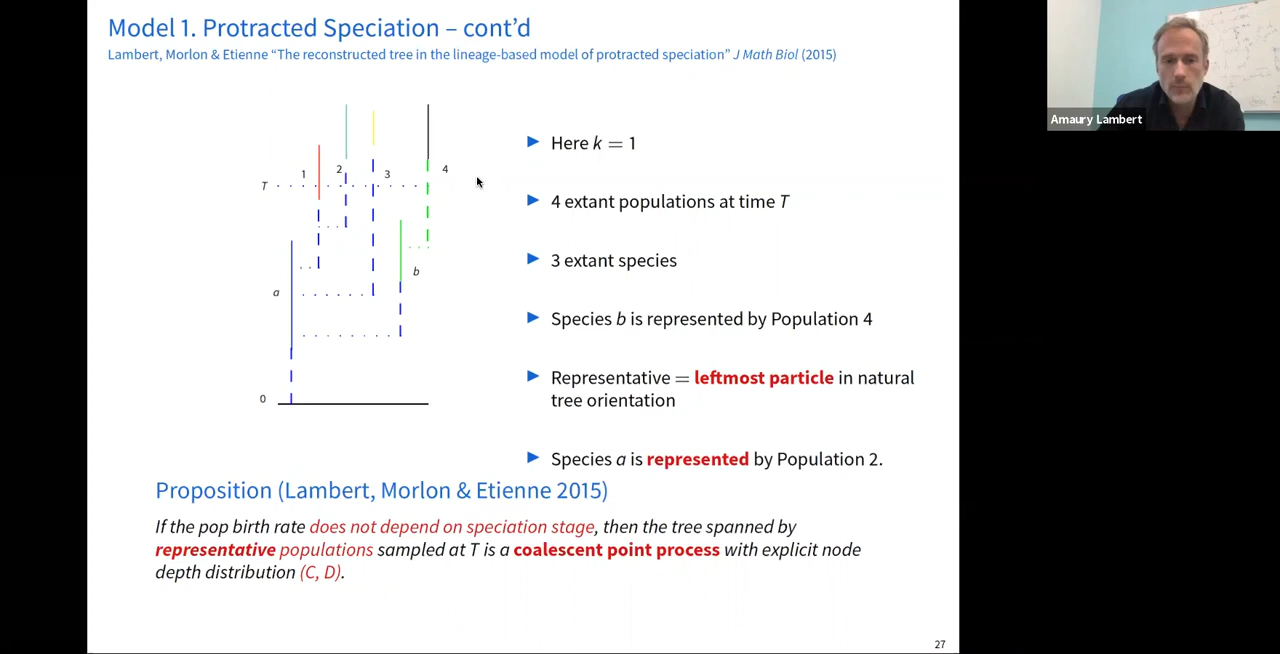 Model 1. Protracted Speciation – cont’d
Lambert, Morlon & Etienne “The reconstructed tree in the lineage-based model of protracted speciation” J Math Biol (2015)
Amaury Lambert
1
2
3
4
T
a
b
0
Here k = 1
4 extant populations at time T
3 extant species
Species b is represented by Population 4
Representative = leftmost particle in natural
tree orientation
Species a is represented by Population 2.
Proposition (Lambert, Morlon & Etienne 2015)
If the pop birth rate does not depend on speciation stage, then the tree spanned by
representative populations sampled at T is a coalescent point process with explicit node
depth distribution (C, D).
27